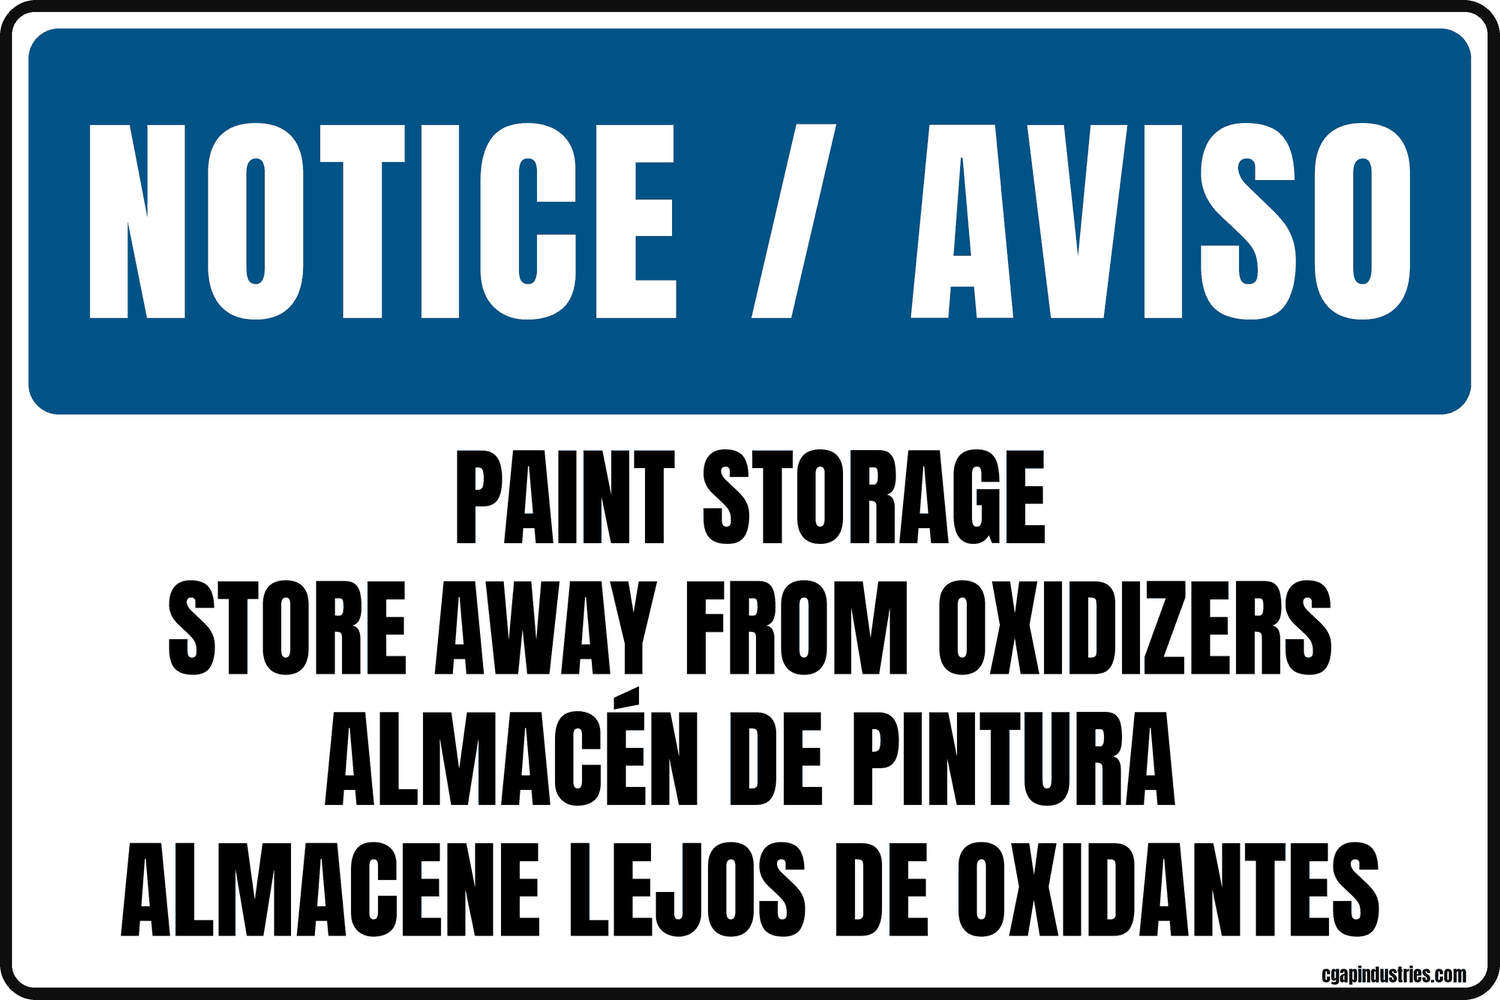 NOTICE / AVISO
PAINT STORAGE
STORE AWAY FROM OXIDIZERS
ALMACÉN DE PINTURA
ALMACENE LEJOS DE OXIDANTES
cgapindustries.com